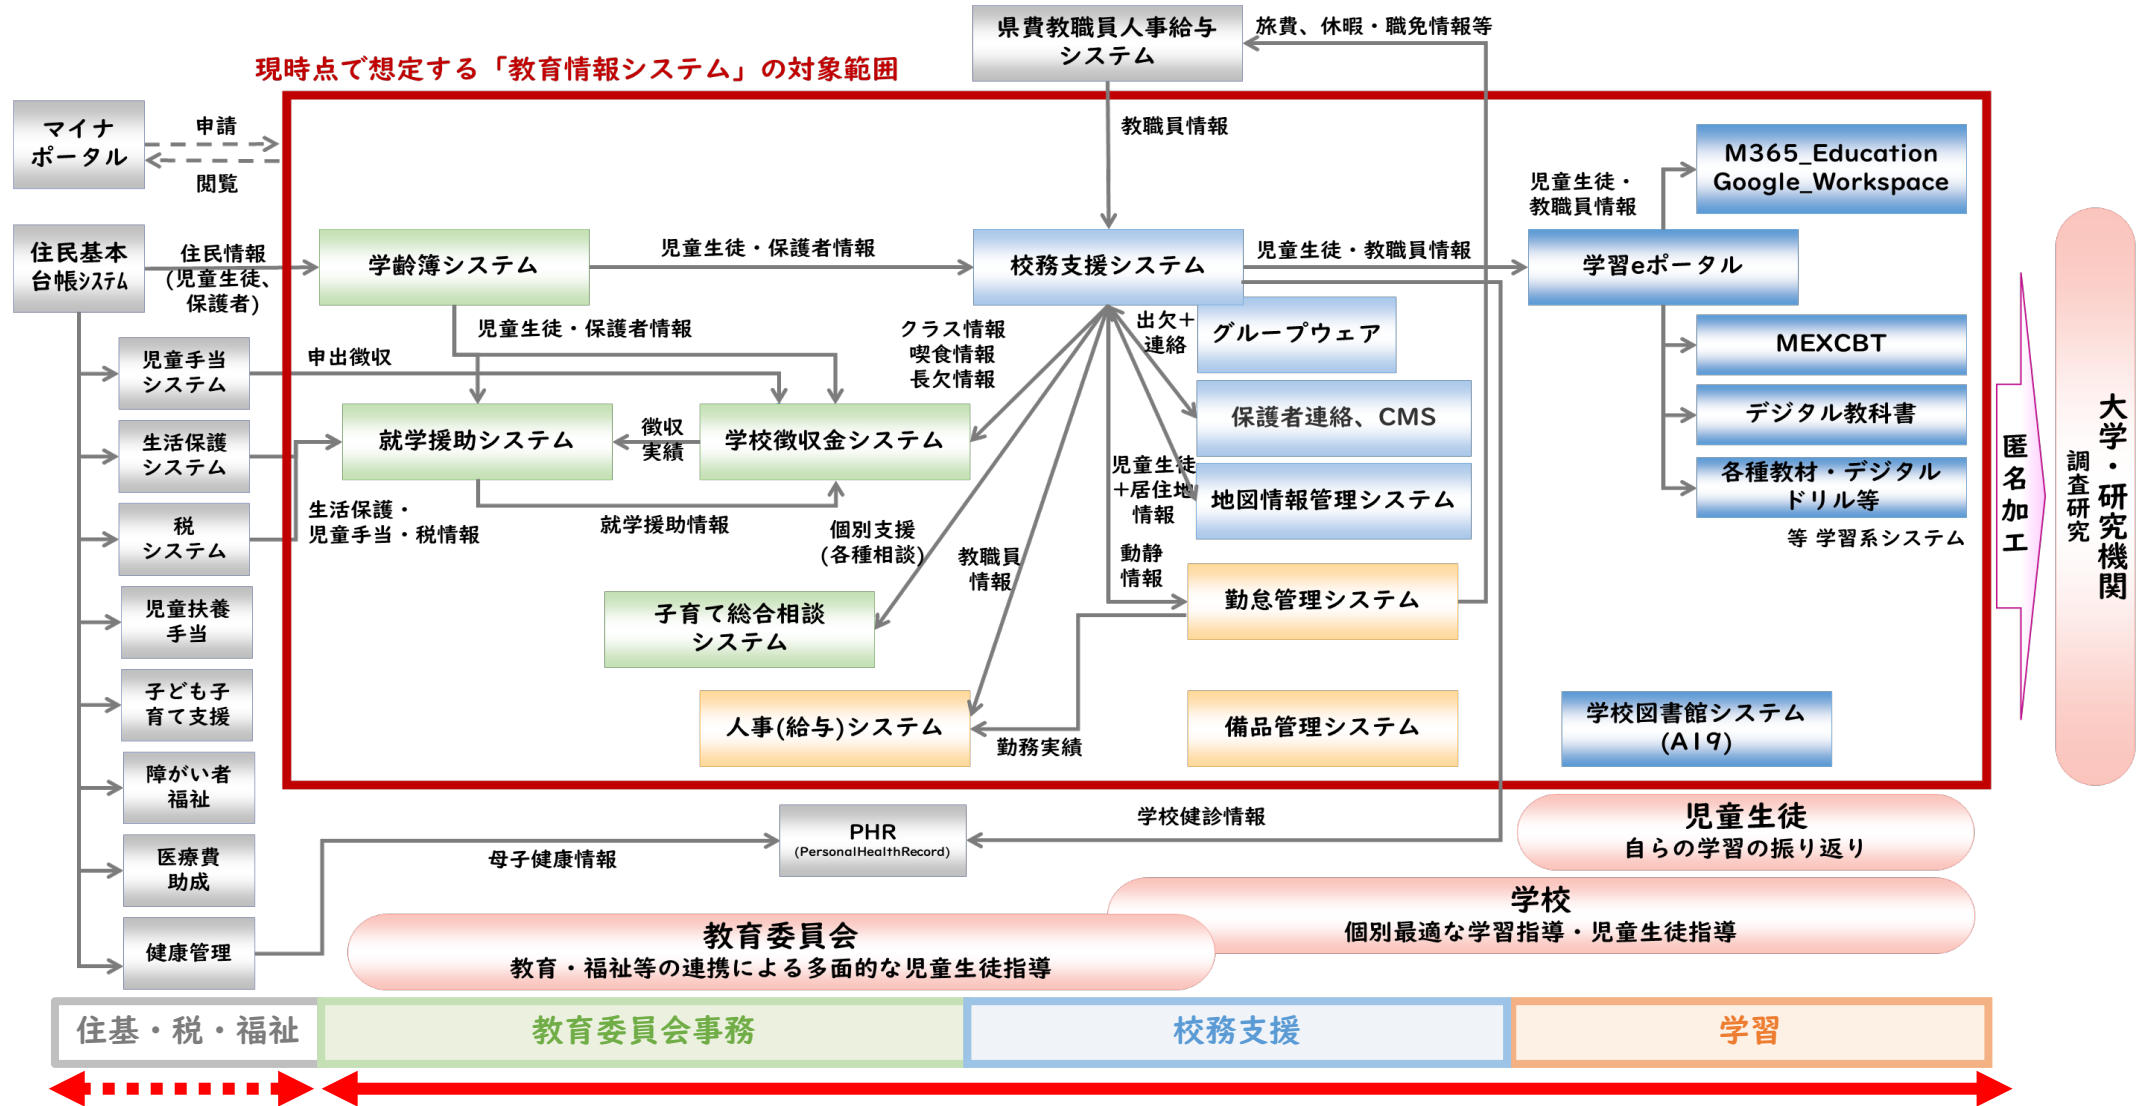 県費教職員人事給与
システム
旅費、休暇・職免情報等
現時点で想定する「教育情報システム」の対象範囲
マイナ
ポータル
申請
閲覧
教職員情報
M365_Education
Google_Workspace
児童生徒・
教職員情報
住民基本
台帳システム
住民情報
(児童生徒、
保護者)
学齢簿システム
児童生徒・保護者情報
校務支援システム
児童生徒・教職員情報
学習eポータル
児童生徒・保護者情報
クラス情報
喫食情報
長欠情報
出欠+
連絡
グループウェア
MEXCBT
児童手当
システム
申出徴収
保護者連絡、CMS
デジタル教科書
就学援助システム
徴収
実績
学校徴収金システム
生活保護
システム
児童生徒
+居住地
情報
地図情報管理システム
各種教材・デジタル
ドリル等
等 学習系システム
税
システム
生活保護・
児童手当・税情報
就学援助情報
個別支援
(各種相談)
教職員
情報
動静
情報
勤怠管理システム
子育て総合相談
システム
児童扶養
手当
子ども子
育て支援
人事(給与)システム
勤務実績
備品管理システム
学校図書館システム
(A19)
匿名加工
大学・研究機関
調査研究
障がい者
福祉
医療費
助成
健康管理
母子健康情報
PHR
(PersonalHealthRecord)
学校健診情報
児童生徒
自らの学習の振り返り
学校
個別最適な学習指導・児童生徒指導
教育委員会
教育・福祉等の連携による多面的な児童生徒指導
住基・税・福祉
教育委員会事務
校務支援
学習